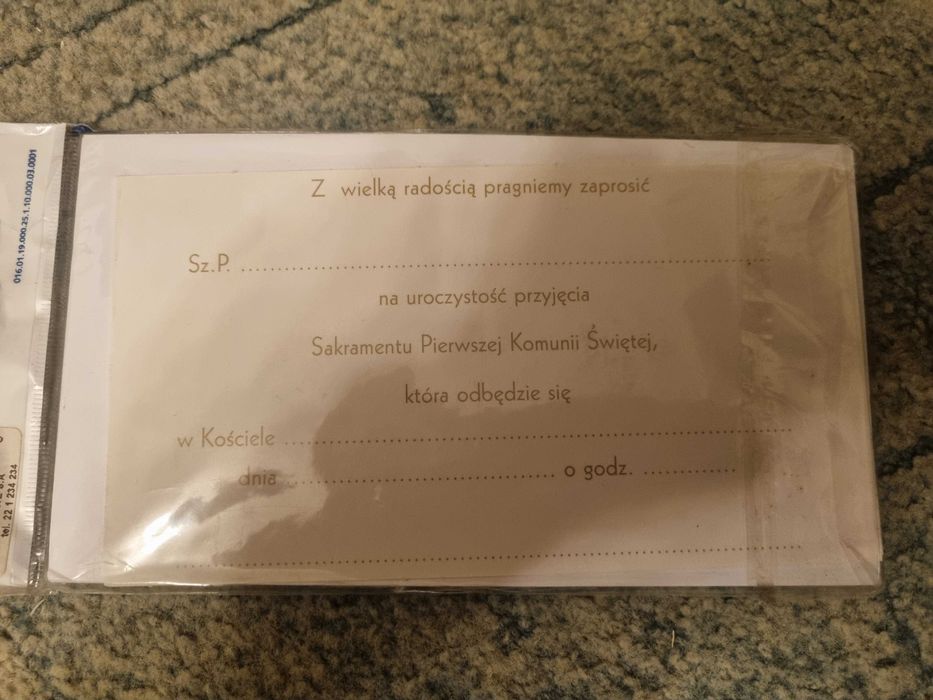 Z wielką radością pragniemy zaprosić
Sz.P. ................................................................
na uroczystość przyjęcia
Sakramentu Pierwszej Komunii Świętej,
która odbędzie się
w Kościele ................................................................
dnia ................................ o godz. ................
................................................................................
016.01.19.000.25.1.10.000.03.0001
tel. 22 1 234 234